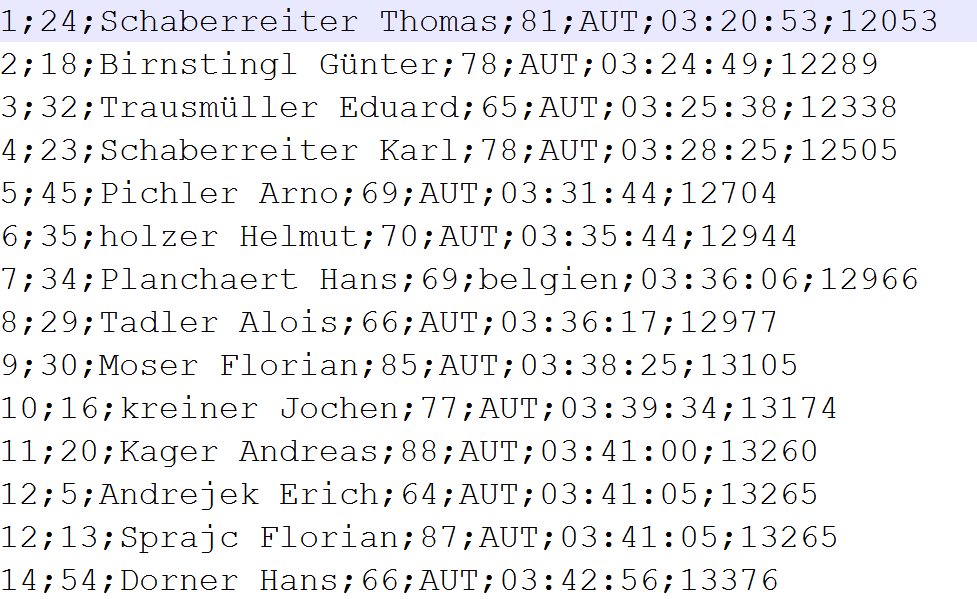 1;24;Schaberreiter Thomas;81;AUT;03:20:53;12053
2;18;Birnstingl Günter;78;AUT;03:24:49;12289
3;32;Trausmüller Eduard;65;AUT;03:25:38;12338
4;23;Schaberreiter Karl;78;AUT;03:28:25;12505
5;45;Pichler Arno;69;AUT;03:31:44;12704
6;35;holzer Helmut;70;AUT;03:35:44;12944
7;34;Planchaert Hans;69;belgien;03:36:06;12966
8;29;Tadler Alois;66;AUT;03:36:17;12977
9;30;Moser Florian;85;AUT;03:38:25;13105
10;16;kreiner Jochen;77;AUT;03:39:34;13174
11;20;Kager Andreas;88;AUT;03:41:00;13260
12;5;Andrejek Erich;64;AUT;03:41:05;13265
12;13;Sprajc Florian;87;AUT;03:41:05;13265
14;54;Dorner Hans;66;AUT;03:42:56;13376